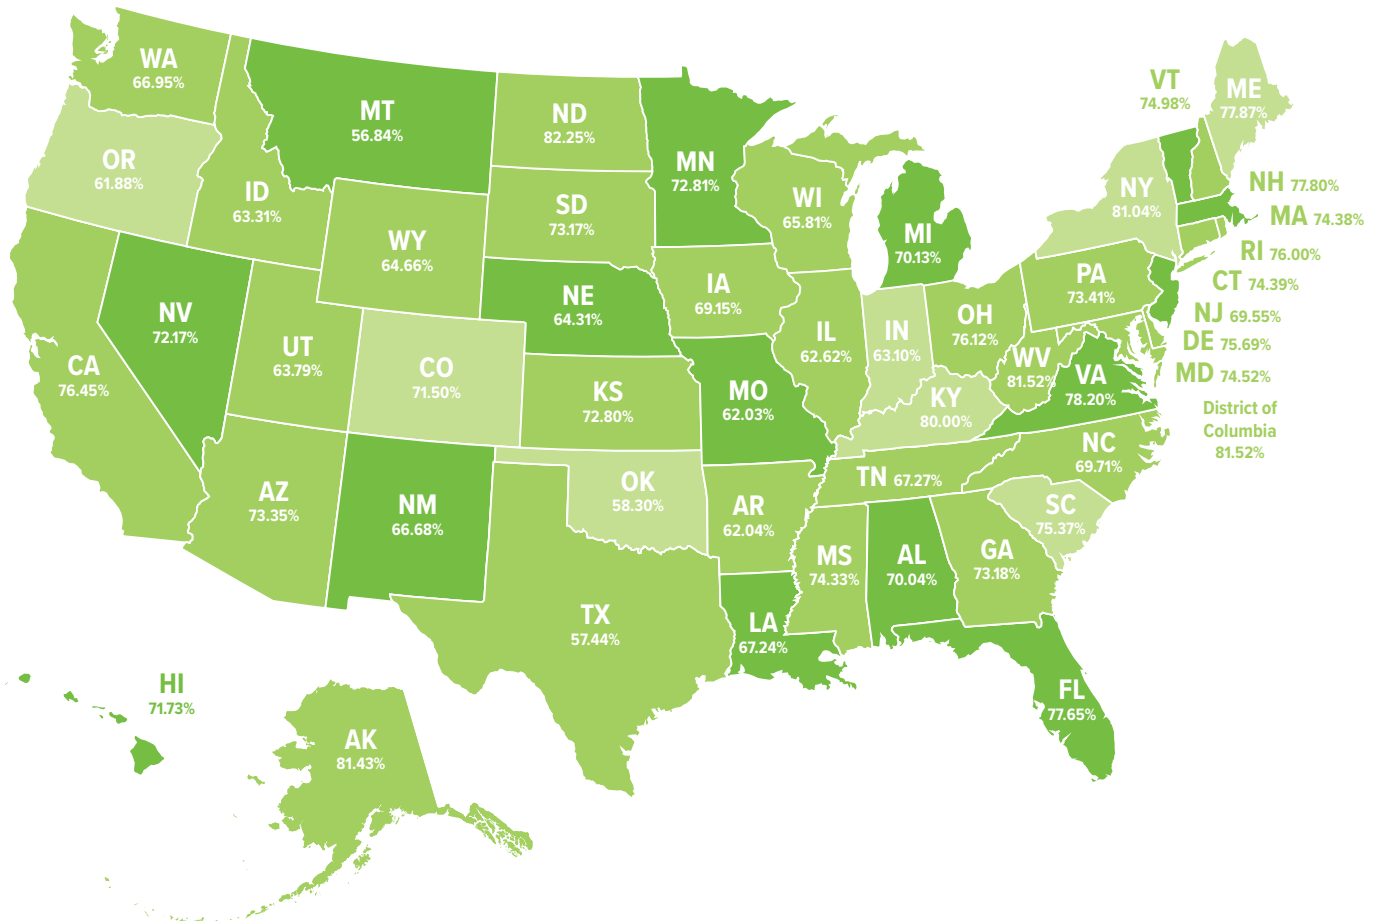 WA
66.95%
MT
56.84%
ND
82.25%
MN
72.81%
VT
74.98%
ME
77.87%
OR
61.88%
ID
63.31%
WY
64.66%
SD
73.17%
WI
65.81%
MI
70.13%
NY
81.04%
NH 77.80%
MA 74.38%
RI 76.00%
CT 74.39%
NJ 69.55%
DE 75.69%
MD 74.52%
District of
Columbia
81.52%
NV
72.17%
UT
63.79%
CO
71.50%
NE
64.31%
IA
69.15%
IL
62.62%
IN
63.10%
OH
76.12%
PA
73.41%
WV
81.52%
VA
78.20%
CA
76.45%
KS
72.80%
MO
62.03%
KY
80.00%
NC
69.71%
TN 67.27%
AZ
73.35%
NM
66.68%
OK
58.30%
AR
62.04%
SC
75.37%
MS
74.33%
AL
70.04%
GA
73.18%
TX
57.44%
LA
67.24%
FL
77.65%
HI
71.73%
AK
81.43%